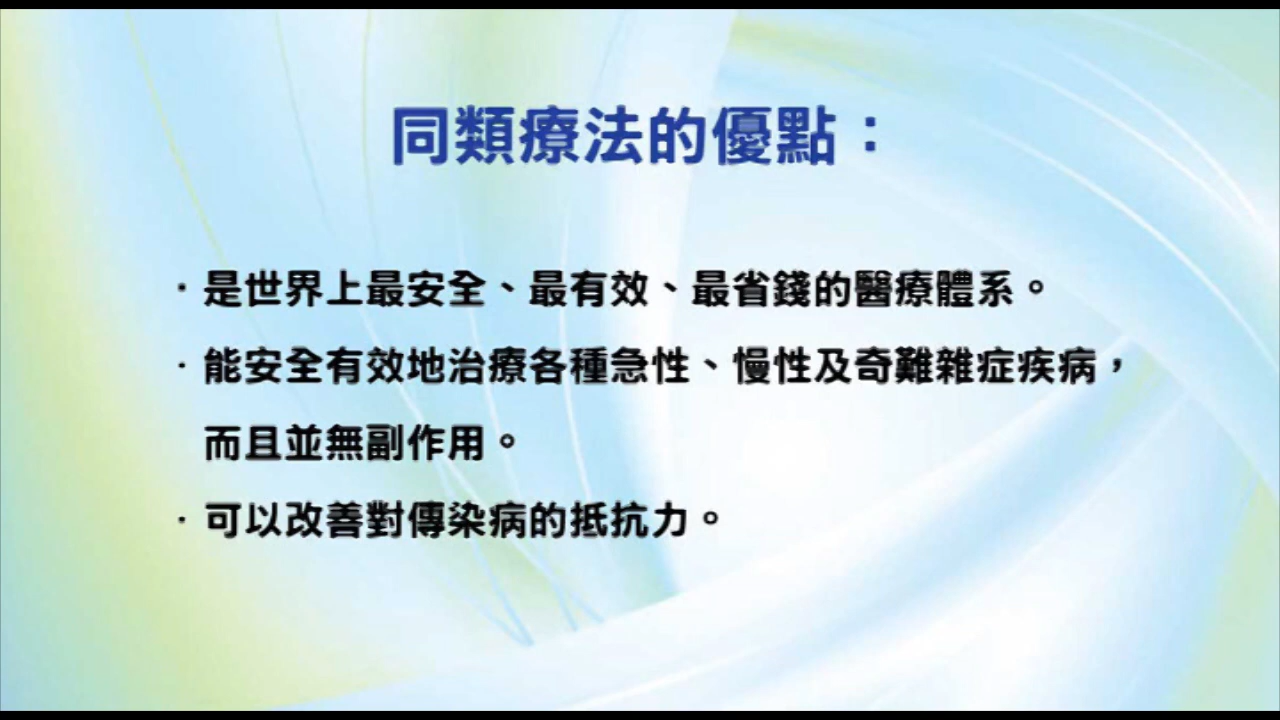 同類療法的優點：
·是世界上最安全、最有效、最省錢的醫療體系。
·能安全有效地治療各種急性、慢性及奇難雜症疾病，
而且並無副作用。
·可以改善對傳染病的抵抗力。